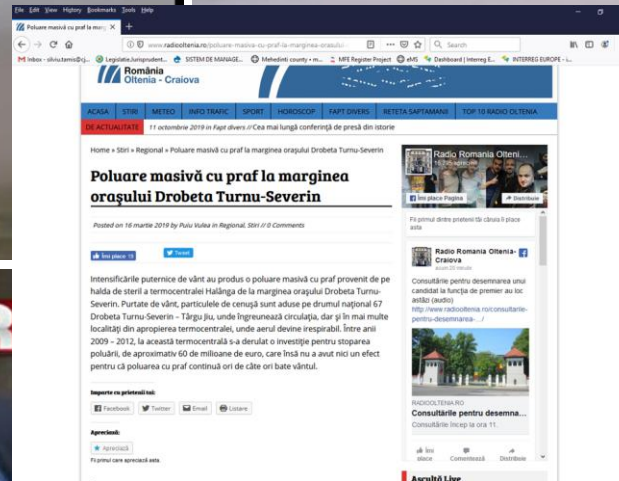 File Edit View History Bookmarks Tools Help
Poluare masivă cu praf la marg
www.radiooltenia.ro/poluare-masiva-cu-praf-la-marginea-orasului-
Search
Inbox - silviu.tamis@cj...
LegislatieJurisprudent...
SISTEM DE MANAGE...
Mehedinti county • m...
MFE Register Project
eMS
Dashboard | Interreg E...
INTERREG EUROPE - i...
România
Oltenia - Craiova
ACASA STIRI METEO INFO TRAFIC SPORT HOROSCOP FAPT DIVERS RETETA SAPTAMANII TOP 10 RADIO OLTENIA
DE ACTUALITATE 11 octombrie 2019 in Fapt divers // Cea mai lungă conferință de presă din istorie
Home » Stiri » Regional » Poluare masivă cu praf la marginea orașului Drobeta Turnu-Severin
Poluare masivă cu praf la marginea
orașului Drobeta Turnu-Severin
Posted on 16 martie 2019 by Puiu Vulea in Regional, Stiri // 0 Comments
Îmi place 19
Tweet
Intensificările puternice de vânt au produs o poluare masivă cu praf provenit de pe
halda de steril a termocentralei Halânga de la marginea orașului Drobeta Turnu-
Severin. Purtate de vânt, particulele de cenușă sunt aduse pe drumul național 67
Drobeta Turnu-Severin – Târgu Jiu, unde îngreunează circulația, dar și în mai multe
localități din apropierea termocentralei, unde aerul devine irespirabil. Între anii
2009 – 2012, la această termocentrală s-a derulat o investiție pentru stoparea
poluării, de aproximativ 60 de milioane de euro, care însă nu a avut nici un efect
pentru că poluarea cu praf continuă ori de câte ori bate vântul.
Imparte cu prietenii tai:
Facebook Twitter Email Listare
Apreciază:
Apreciază
Fii primul care apreciază asta.
Radio Romania Olteni...
aprecieri
Îmi place Pagina
Distribuie
Fii primul dintre prietenii tăi căruia îi place
asta
Radio Romania Oltenia-
Craiova
Consultările pentru desemnarea unui
candidat la funcția de premier au loc
astăzi (audio)
http://www.radiooltenia.ro/consultarile-
pentru-desemnarea-.../
RADIOOLTENIA.RO
Consultările pentru desemna...
Consultările încep la ora 11.
Îmi
place
Comentează
Distribuie
Ascultă Live